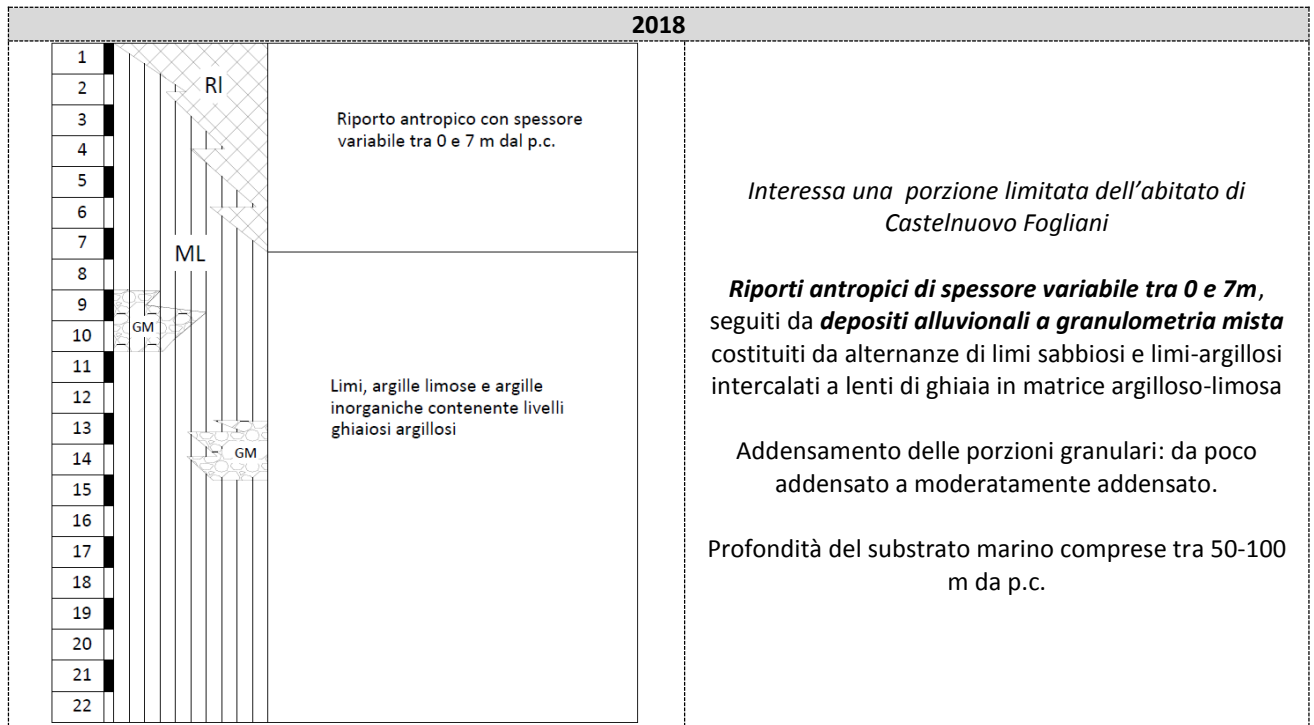 2018
1
2
3
4
5
6
7
8
9
10
11
12
13
14
15
16
17
18
19
20
21
22
RI
ML
GM
GM
Riporto antropico con spessore
variabile tra 0 e 7 m dal p.c.
Limi, argille limose e argille
inorganiche contenente livelli
ghiaiosi argillosi
Interessa una porzione limitata dell’abitato di
Castelnuovo Fogliani
Riporti antropici di spessore variabile tra 0 e 7m,
seguiti da depositi alluvionali a granulometria mista
costituiti da alternanze di limi sabbiosi e limi-argillosi
intercalati a lenti di ghiaia in matrice argilloso-limosa
Addensamento delle porzioni granulari: da poco
addensato a moderatamente addensato.
Profondità del substrato marino comprese tra 50-100
m da p.c.